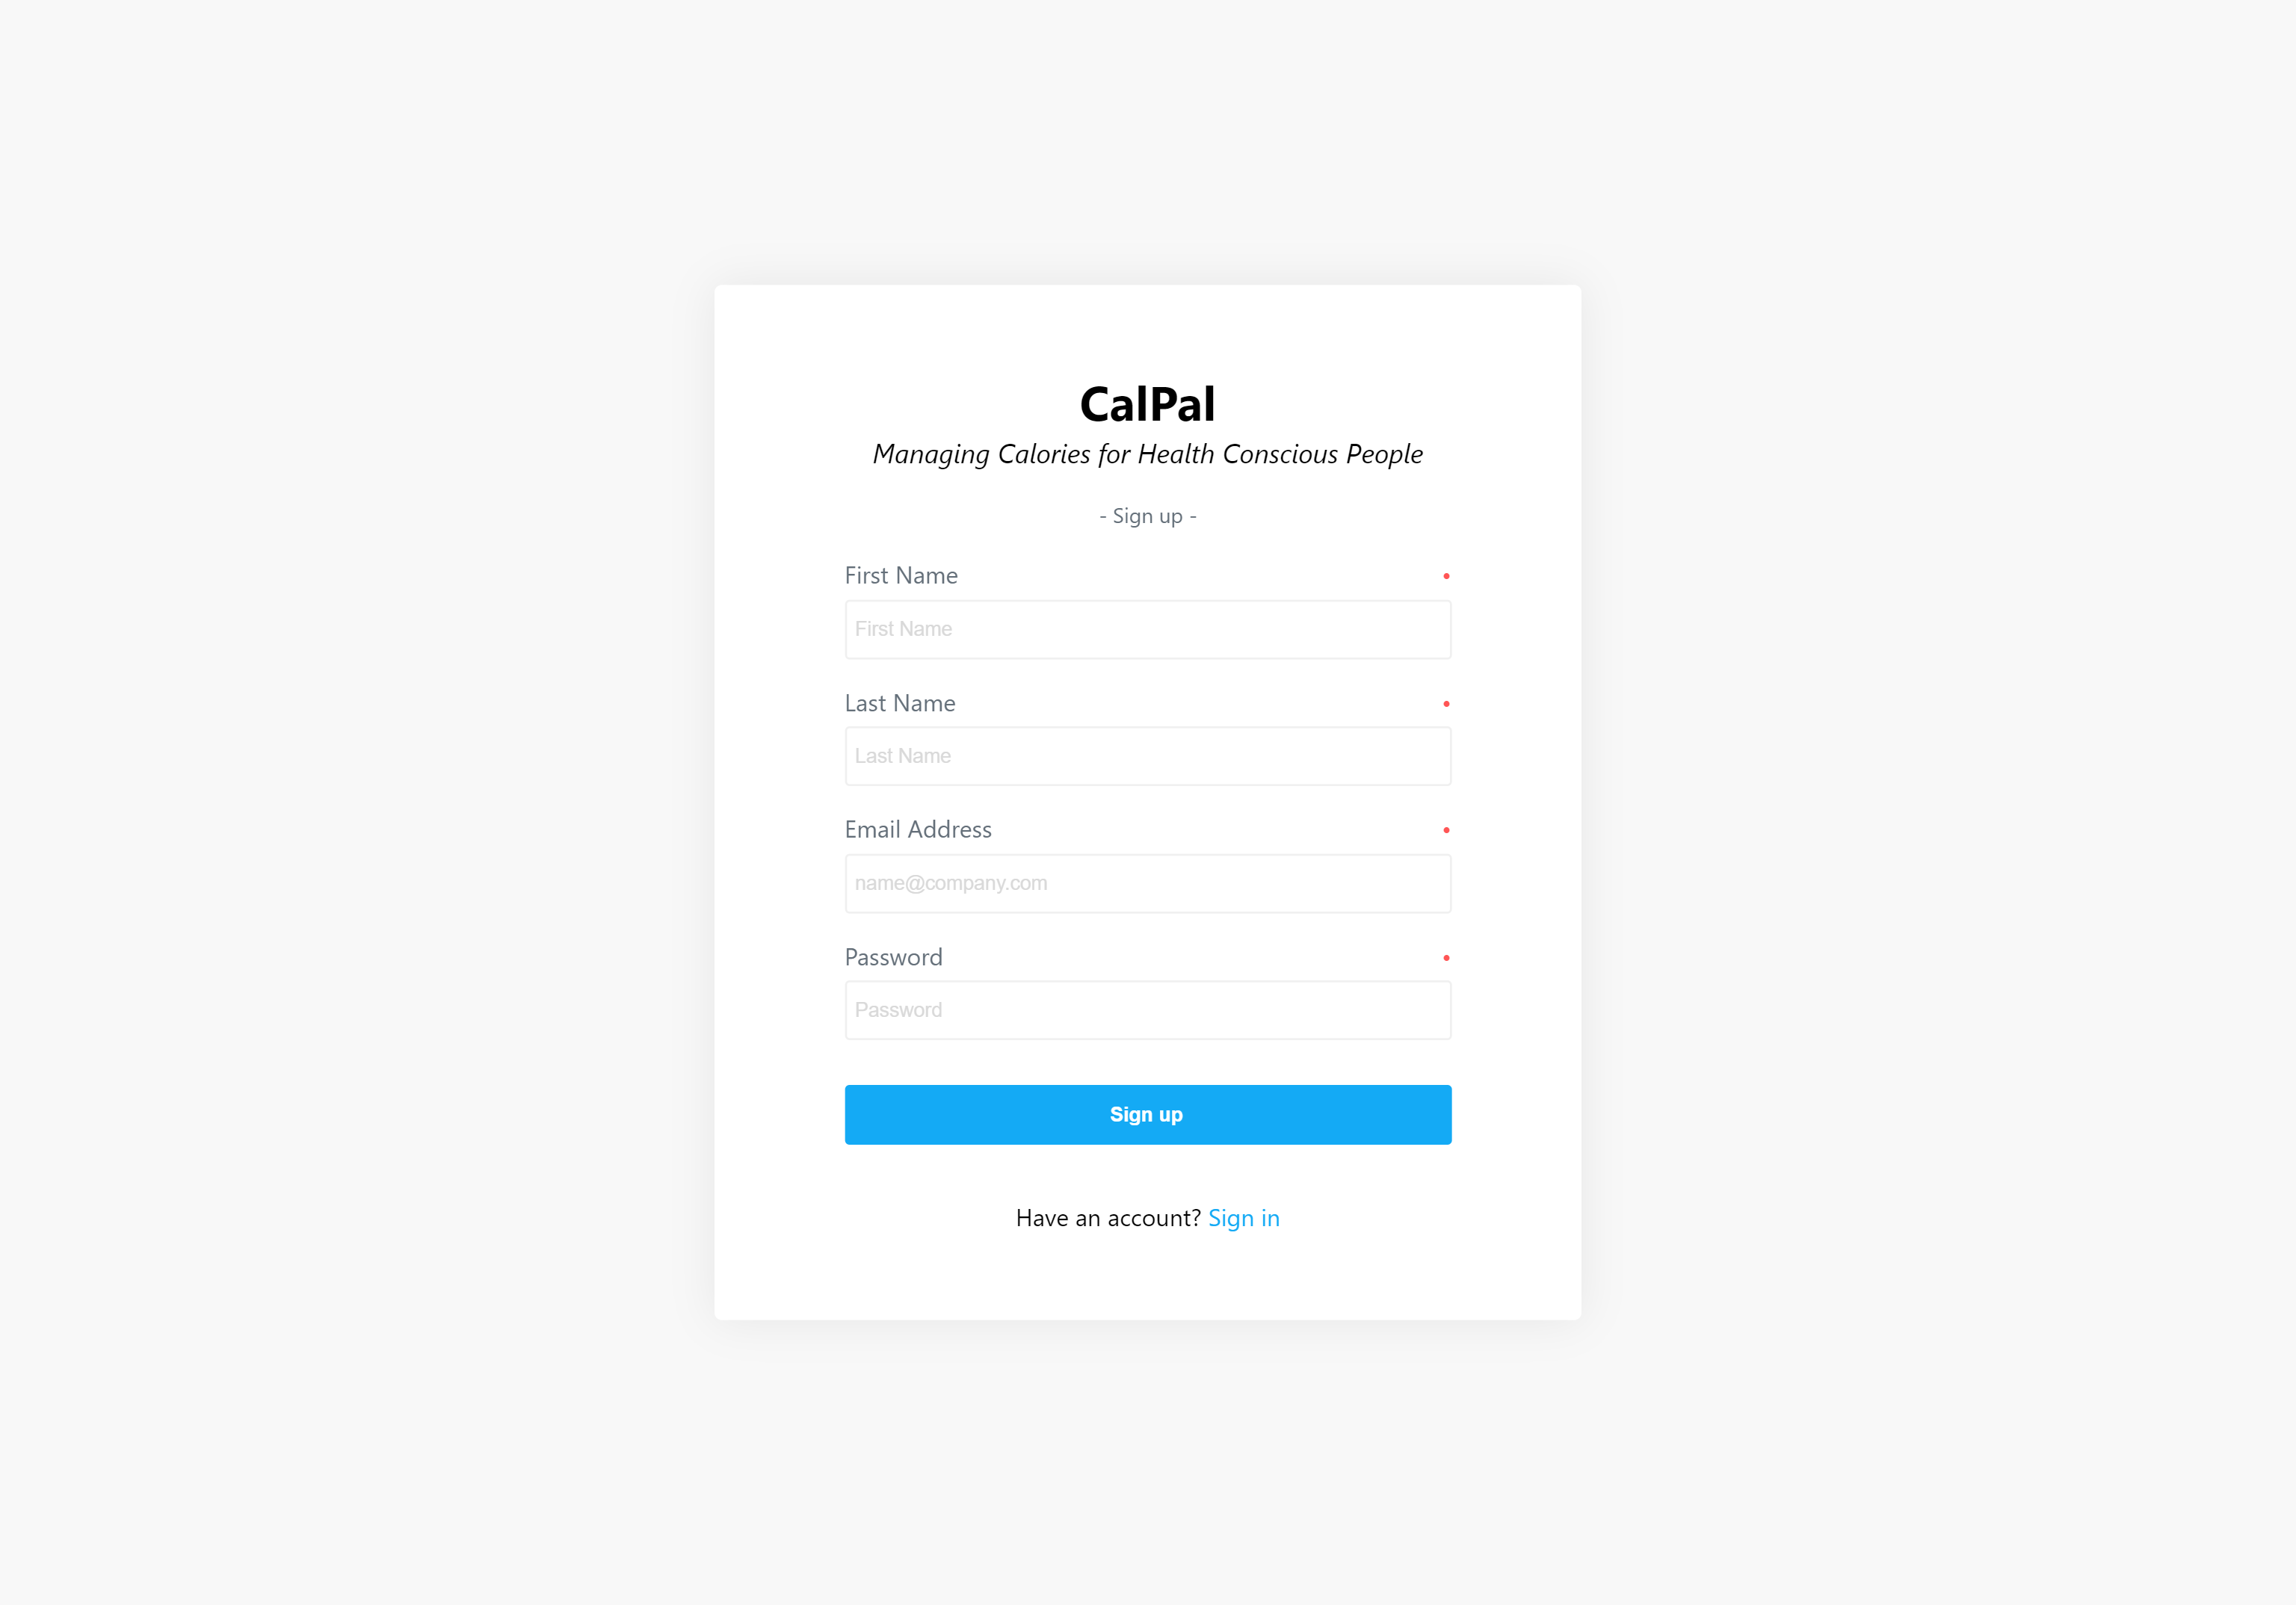 CalPal
Managing Calories for Health Conscious People
- Sign up -
First Name
First Name
Last Name
Last Name
Email Address
name@company.com
Password
Password
Sign up
Have an account? Sign in